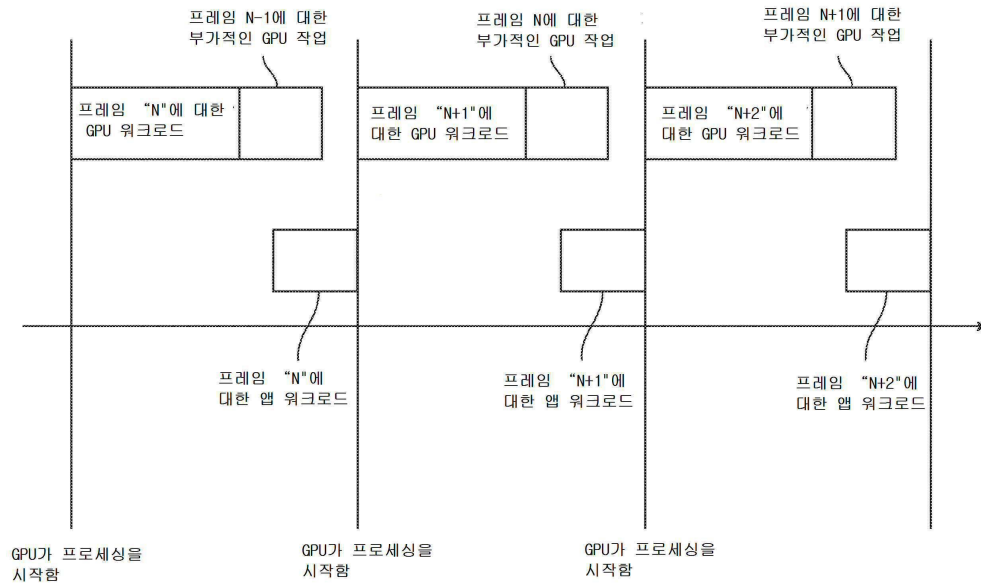 프레임 N-1에 대한
부가적인 GPU 작업
프레임 N에 대한
부가적인 GPU 작업
프레임 N+1에 대한
부가적인 GPU 작업
프레임 “N"에 대한
GPU 워크로드
프레임 “N+1"에
대한 GPU 워크로드
프레임 “N+2"에
대한 GPU 워크로드
프레임 “N"에
대한 앱 워크로드
프레임 “N+1"에
대한 앱 워크로드
프레임 “N+2"에
대한 앱 워크로드
GPU가 프로세싱을
시작함
GPU가 프로세싱을
시작함
GPU가 프로세싱을
시작함